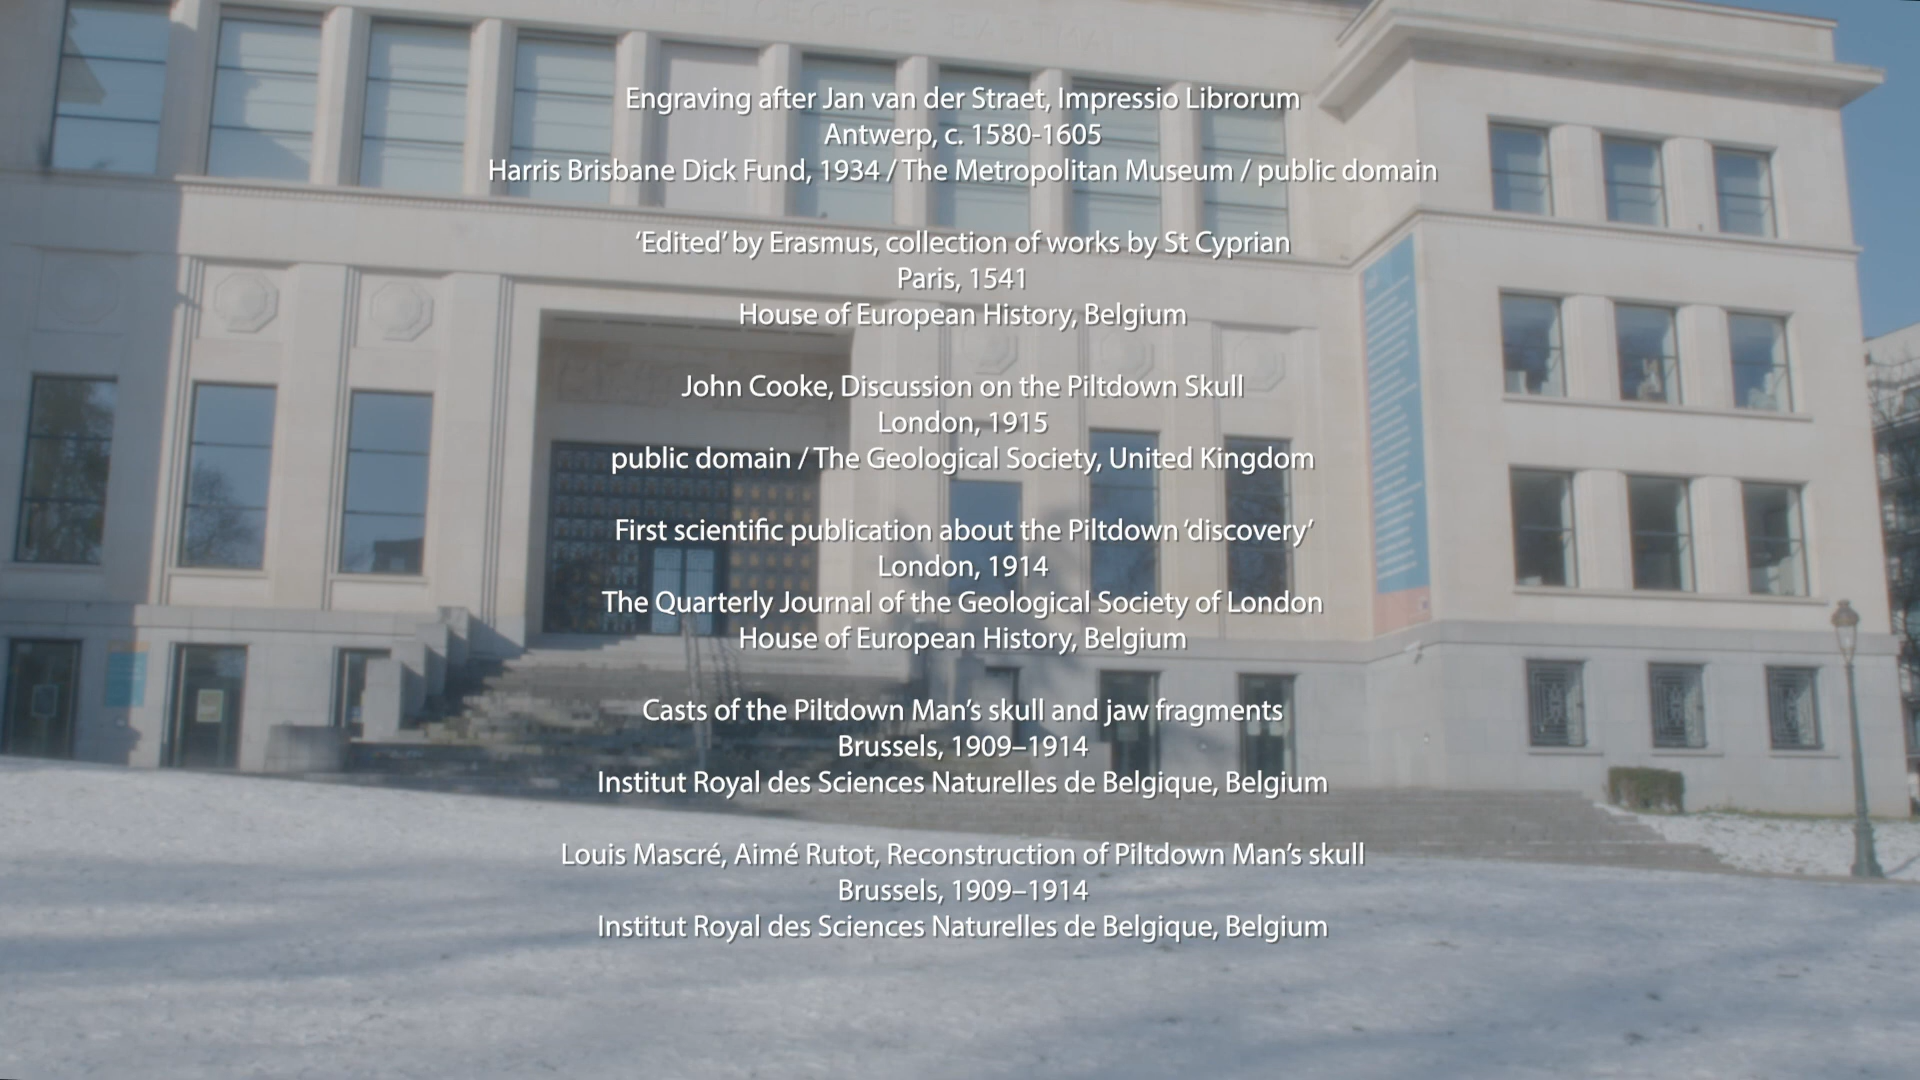 Engraving after Jan van der Straet, Impressio Librorum
Antwerp, c. 1580-1605
Harris Brisbane Dick Fund, 1934 / The Metropolitan Museum / public domain
‘Edited’ by Erasmus, collection of works by St Cyprian
Paris, 1541
House of European History, Belgium
John Cooke, Discussion on the Piltdown Skull
London, 1915
public domain / The Geological Society, United Kingdom
First scientific publication about the Piltdown ‘discovery’
London, 1914
The Quarterly Journal of the Geological Society of London
House of European History, Belgium
Casts of the Piltdown Man’s skull and jaw fragments
Brussels, 1909–1914
Institut Royal des Sciences Naturelles de Belgique, Belgium
Louis Mascré, Aimé Rutot, Reconstruction of Piltdown Man’s skull
Brussels, 1909–1914
Institut Royal des Sciences Naturelles de Belgique, Belgium